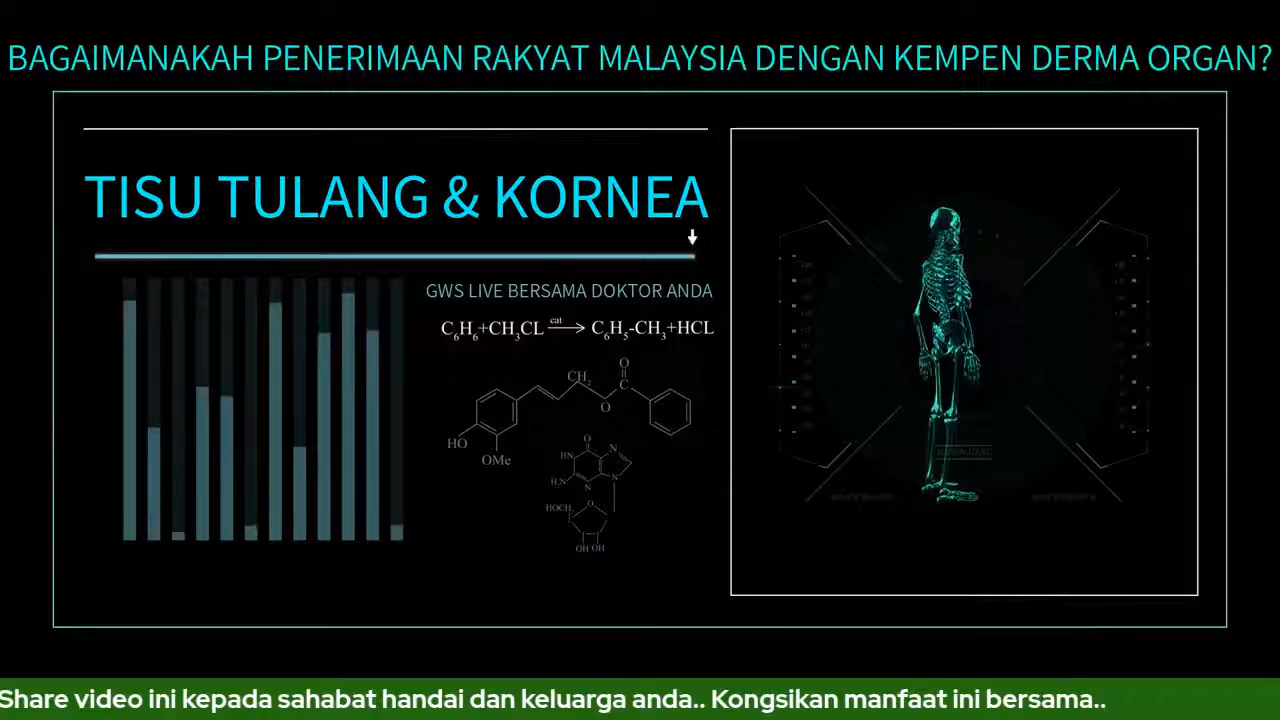 BAGAIMANAKAH PENERIMAAN RAKYAT MALAYSIA DENGAN KEMPEN DERMA ORGAN?
TISU TULANG & KORNEA
GWS LIVE BERSAMA DOKTOR ANDA
C₆H₆+CH₃CL cat→ C₆H₅-CH₃+HCL
O
CH₂ C
O
HO
OMe
O
HN N
H₂N N N
HOCH₂ O
OH OH
Share video ini kepada sahabat handai dan keluarga anda.. Kongsikan manfaat ini bersama..